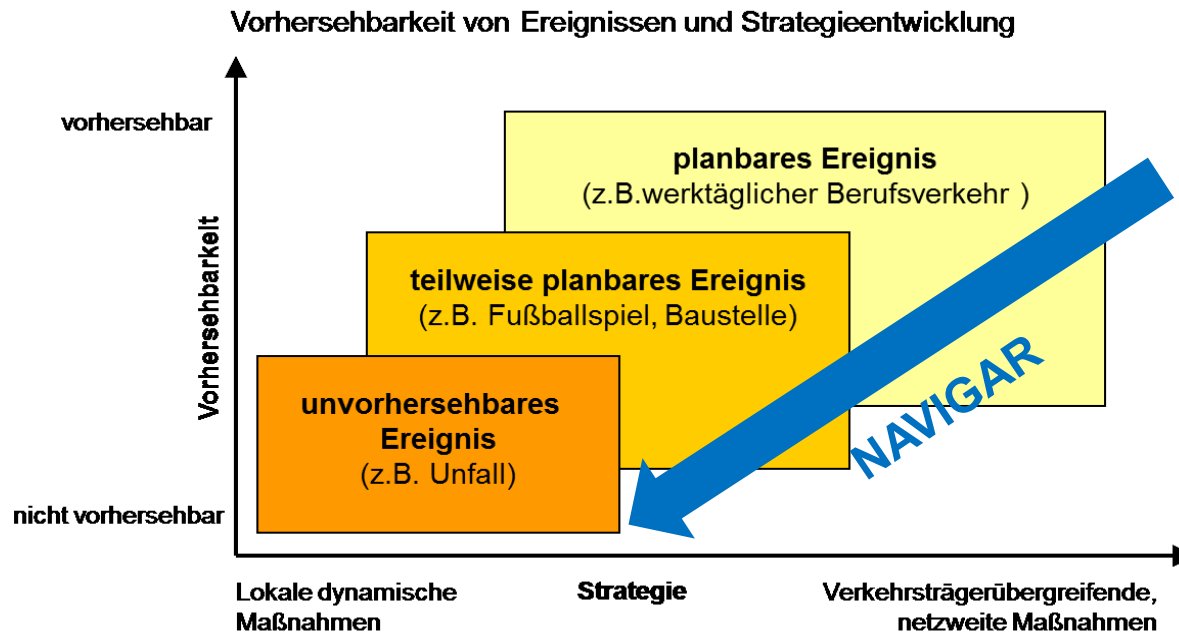 Vorhersehbarkeit von Ereignissen und Strategieentwicklung
vorhersehbar
planbares Ereignis
(z.B.werktäglicher Berufsverkehr )
Vorhersehbarkeit
teilweise planbares Ereignis
(z.B. Fußballspiel, Baustelle)
NAVIGAR
unvorhersehbares
Ereignis
(z.B. Unfall)
nicht vorhersehbar
Lokale dynamische
Maßnahmen
Strategie
Verkehrsträgerübergreifende,
netzweite Maßnahmen